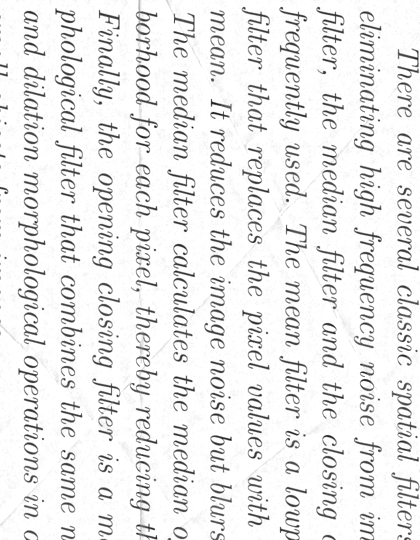 There are several classic spatial filters
eliminating high frequency noise from im
filter, the median filter and the closing
frequently used. The mean filter is a lowp
filter that replaces the pixel values with
mean. It reduces the image noise but blurs
The median filter calculates the median o
borhood for each pixel, thereby reducing th
Finally, the opening closing filter is a m
phological filter that combines the same n
and dilation morphological operations in